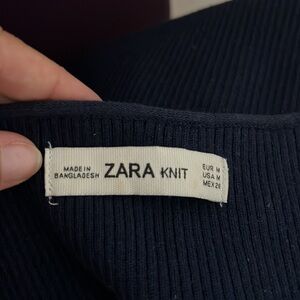 MADE IN
BANGLADESH
ZARA KNIT
EUR M
USA M
MEX 28